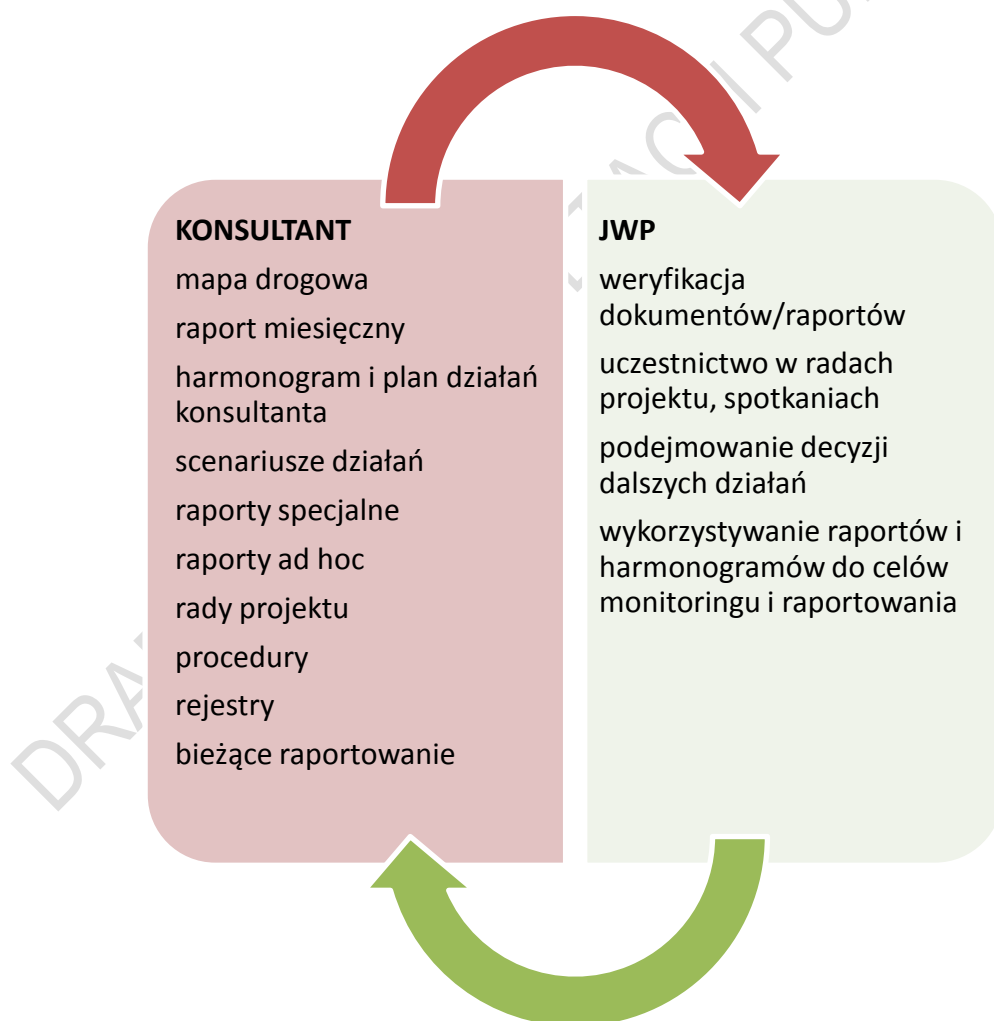 KONSULTANT
mapa drogowa
raport miesięczny
harmonogram i plan działań
konsultanta
scenariusze działań
raporty specjalne
raporty ad hoc
rady projektu
procedury
rejestry
bieżące raportowanie
JWP
weryfikacja
dokumentów/raportów
uczestnictwo w radach
projektu, spotkaniach
podejmowanie decyzji
dalszych działań
wykorzystywanie raportów i
harmonogramów do celów
monitoringu i raportowania